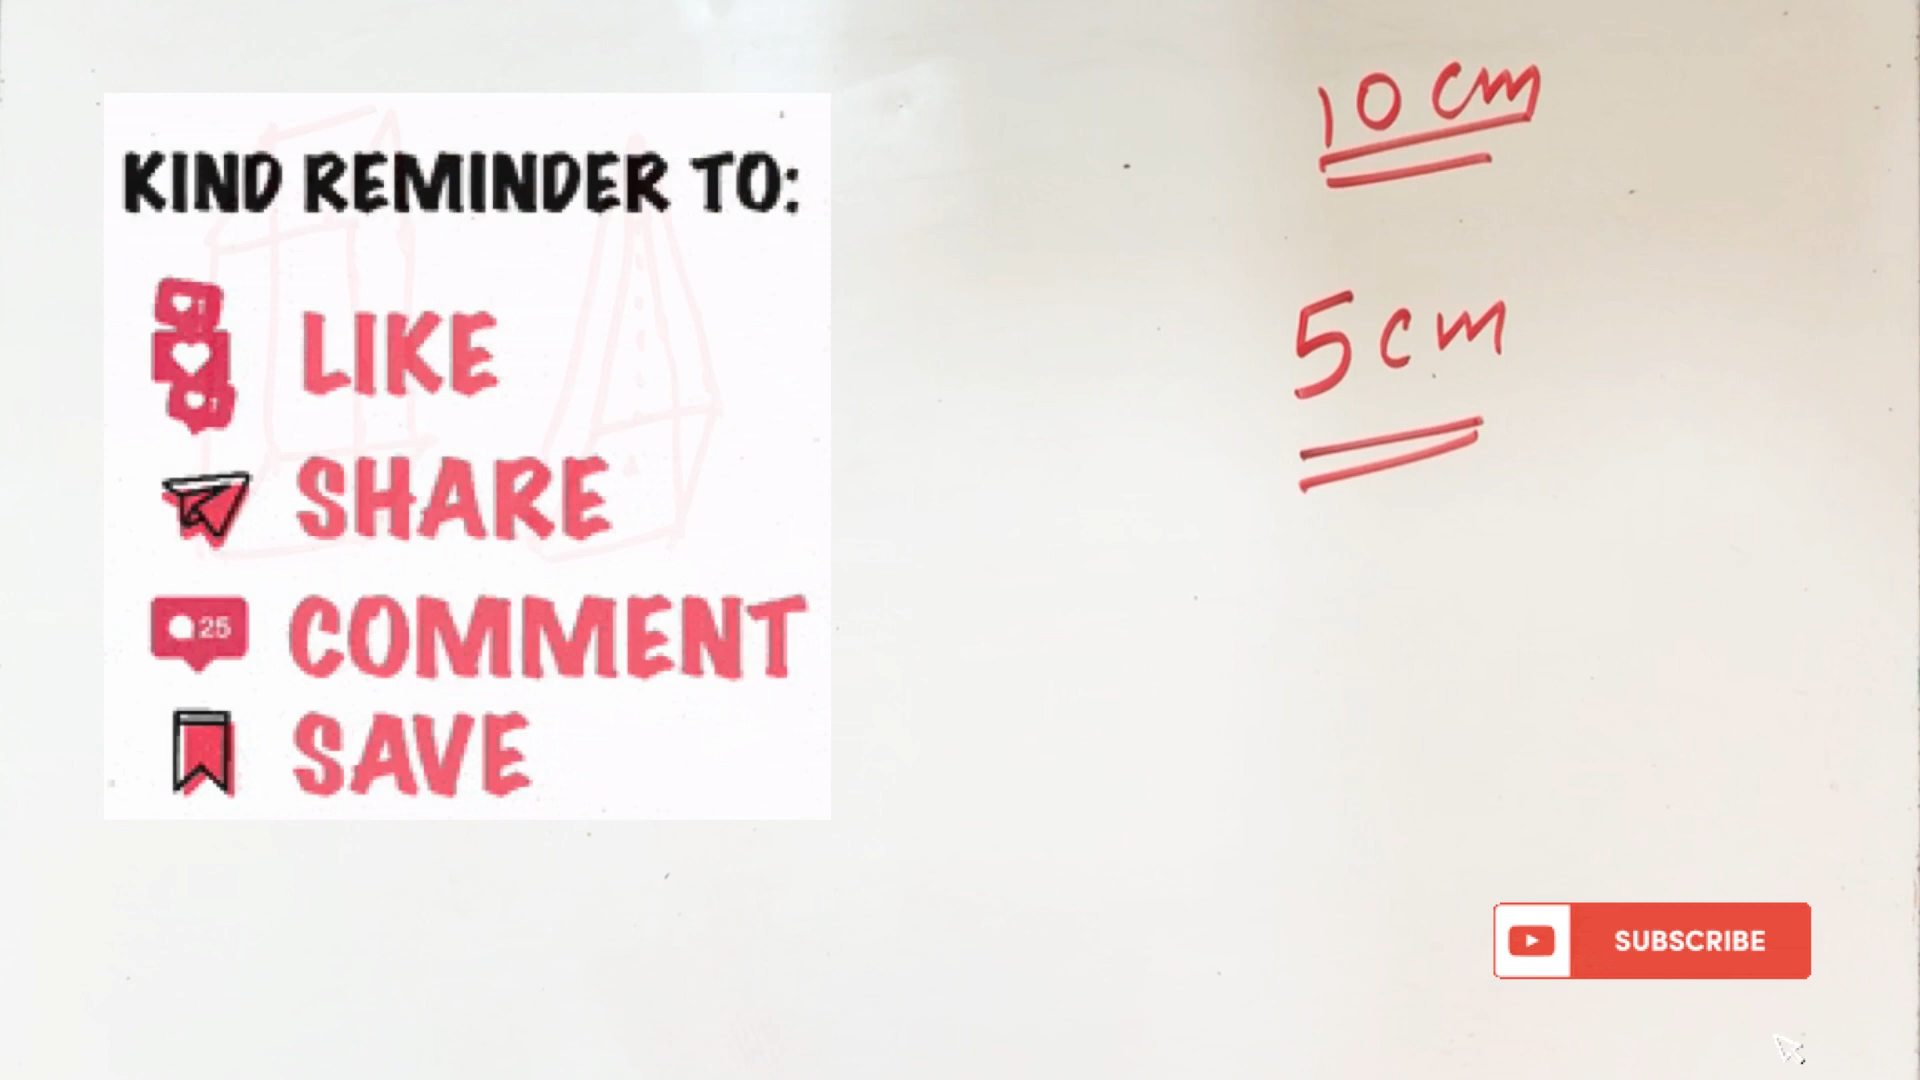 KIND REMINDER TO:
LIKE
SHARE
25
COMMENT
SAVE
10 cm
5 cm
SUBSCRIBE